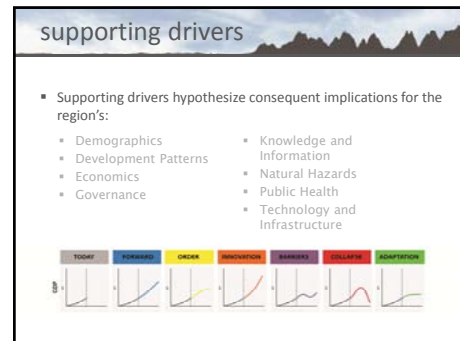 supporting drivers
▪ Supporting drivers hypothesize consequent implications for the
region's:
▪ Demographics
▪ Development Patterns
▪ Economics
▪ Governance
▪ Knowledge and
Information
▪ Natural Hazards
▪ Public Health
▪ Technology and
Infrastructure
TODAY FORWARD ORDER INNOVATION BARRIERS COLLAPSE ADAPTATION
GDP